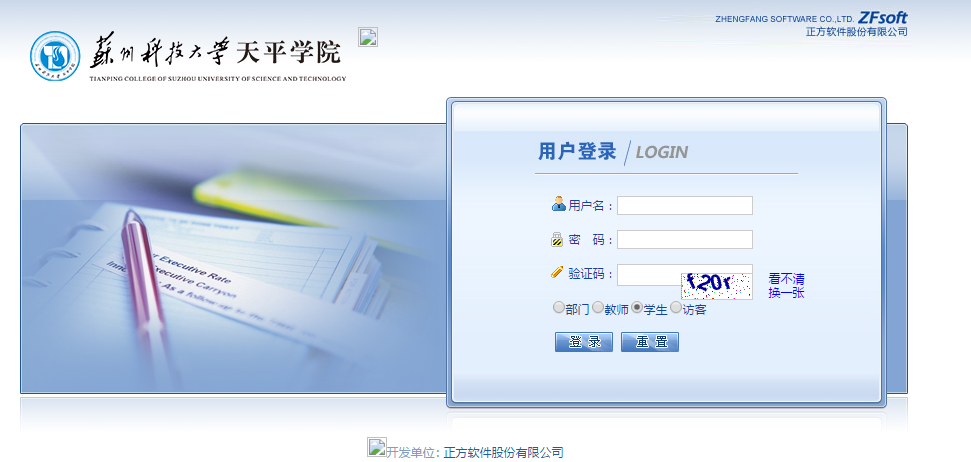 ZHENGFANG SOFTWARE CO.,LTD. ZFsoft
正方软件股份有限公司
蘇州科技大学天平学院
TIANPING COLLEGE OF SUZHOU UNIVERSITY OF SCIENCE AND TECHNOLOGY
用户登录 / LOGIN
用户名：
密 码：
验证码： f20r 看不清
换一张
部门 教师 学生 访客
登 录 重 置
Executive Rate
Executive Carryon
As a follow-up to the
开发单位：正方软件股份有限公司